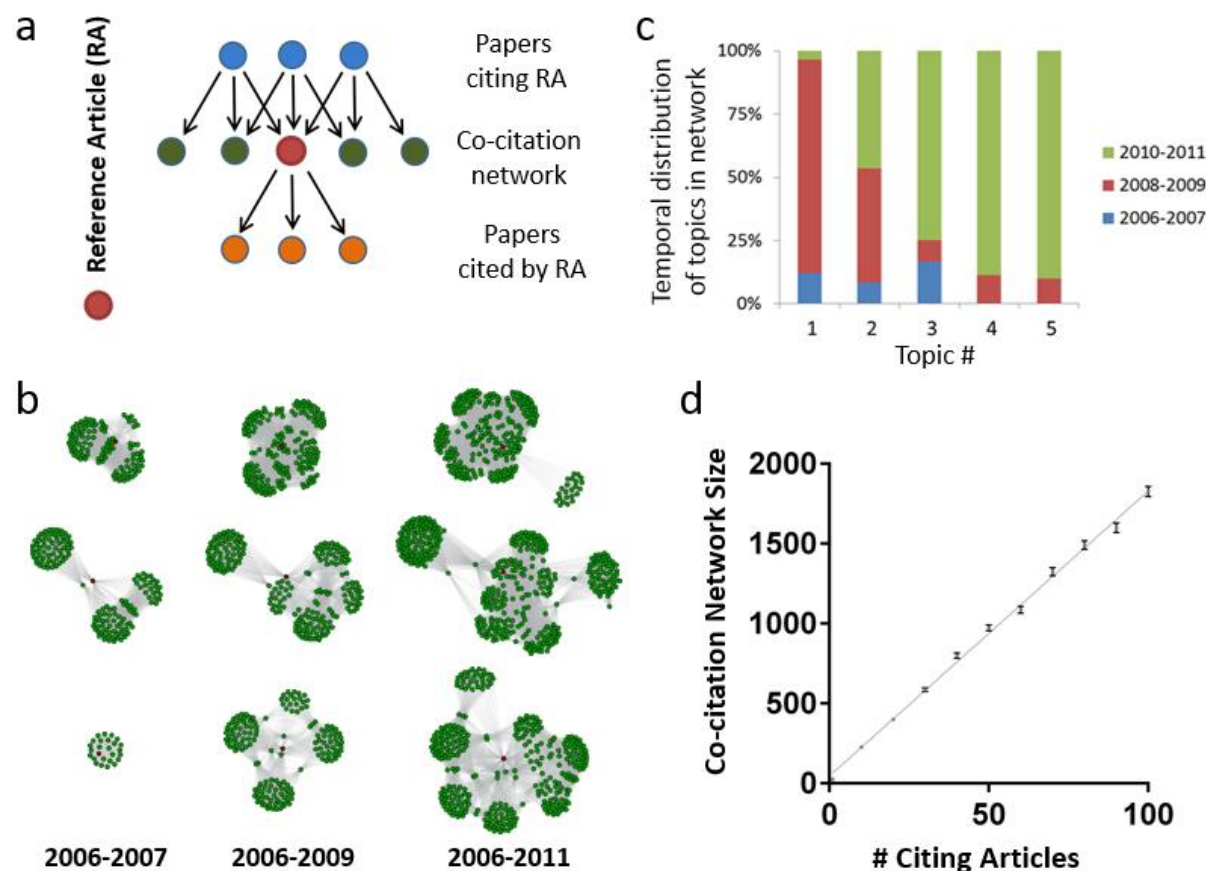 a
Reference Article (RA)
Papers
citing RA
Co-citation
network
Papers
cited by RA
c
Temporal distribution
of topics in network
100%
75%
50%
25%
0%
1 2 3 4 5
Topic #
2010-2011
2008-2009
2006-2007
b
2006-2007 2006-2009 2006-2011
d
Co-citation Network Size
2000
1500
1000
500
0
0 50 100
# Citing Articles